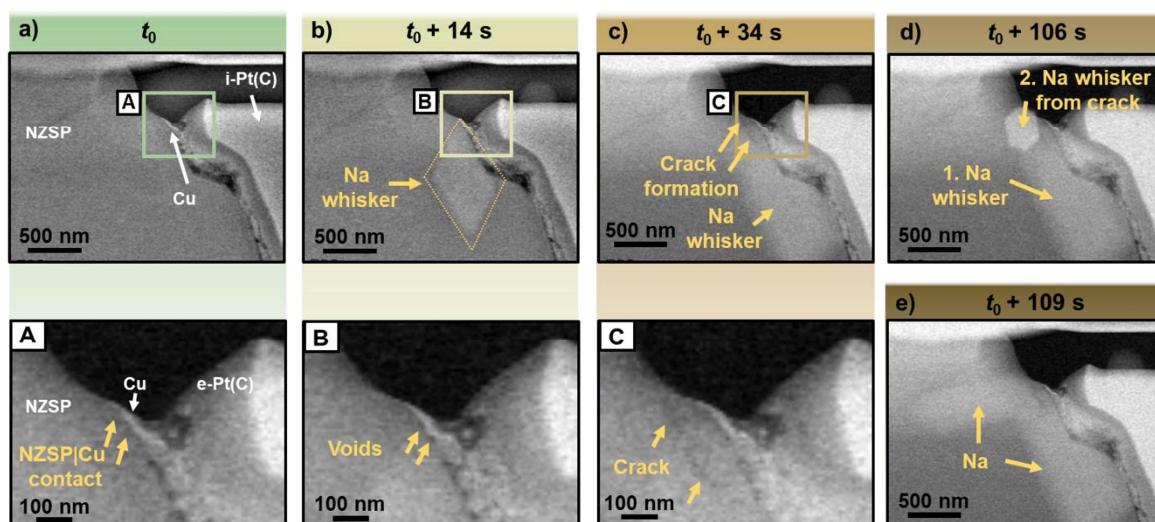 a) t₀
i-Pt(C)
A
NZSP
Cu
500 nm
b) t₀ + 14 s
B
Na
whisker
500 nm
c) t₀ + 34 s
C
Crack
formation
Na
whisker
500 nm
d) t₀ + 106 s
2. Na whisker
from crack
1. Na
whisker
500 nm
A
Cu
e-Pt(C)
NZSP
NZSP|Cu
contact
100 nm
B
Voids
100 nm
C
Crack
100 nm
e) t₀ + 109 s
Na
500 nm